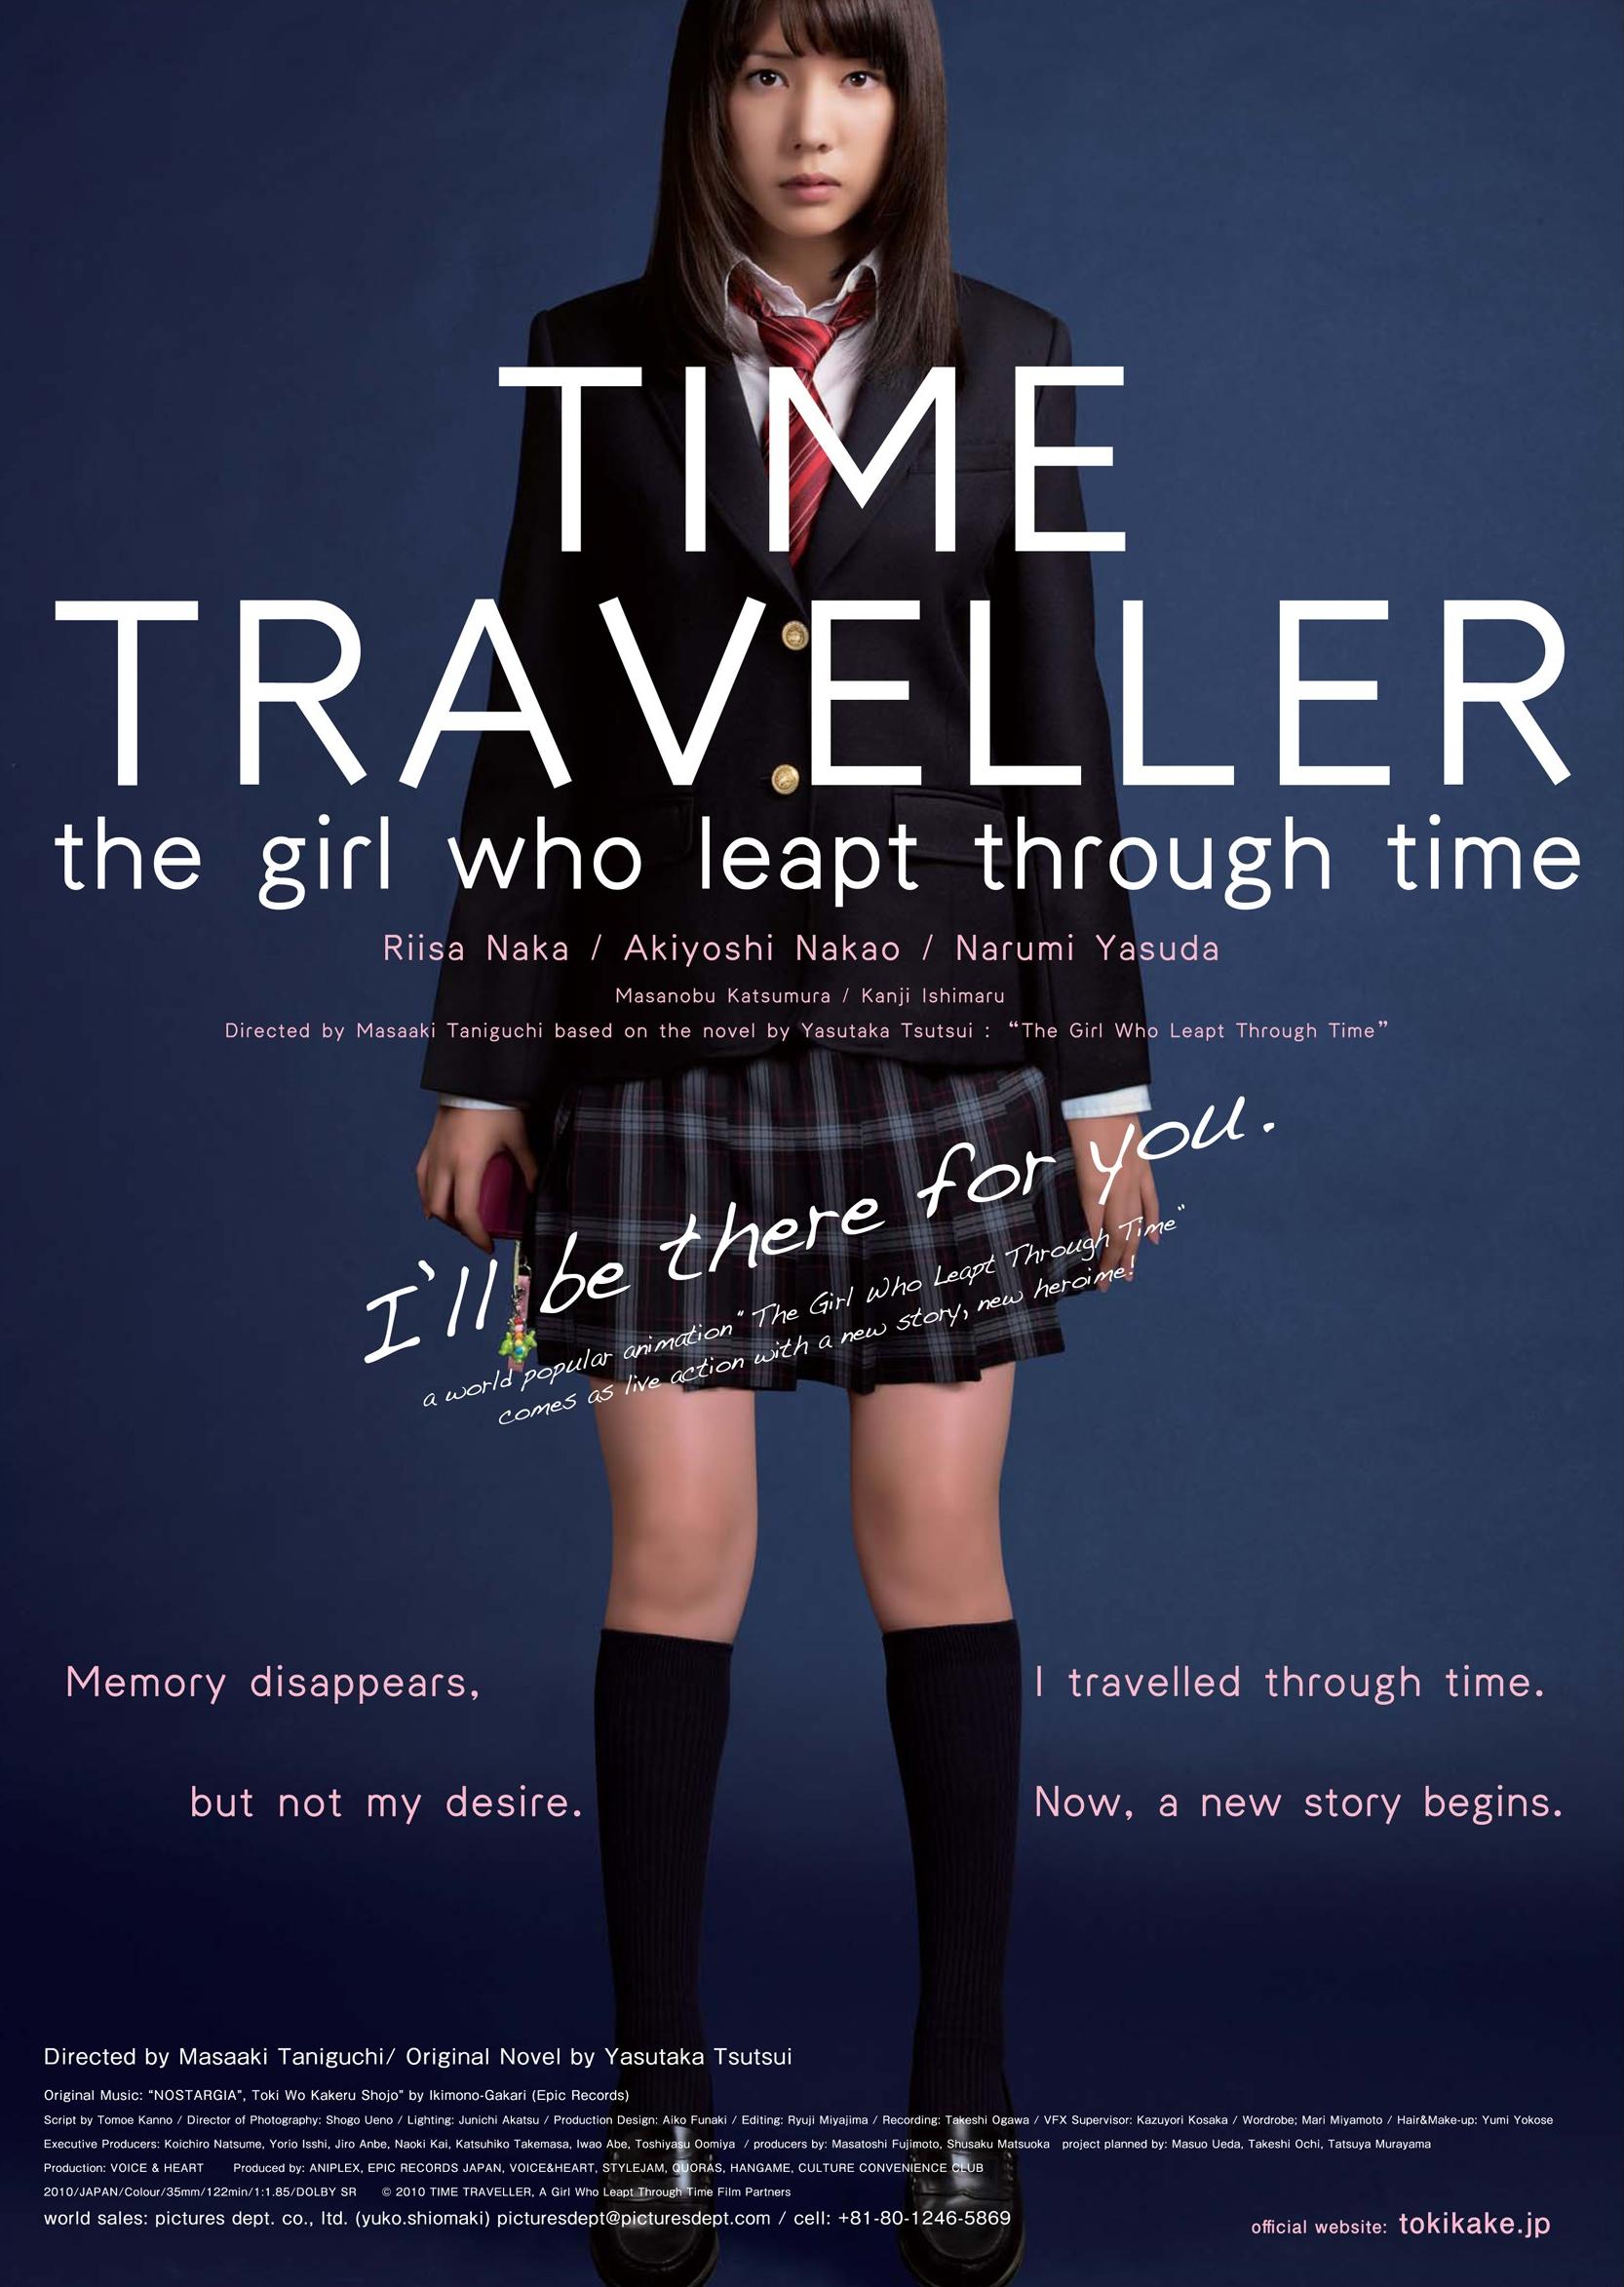 TIME
TRAVELLER
the girl who leapt through time
Riisa Naka / Akiyoshi Nakao / Narumi Yasuda
Masanobu Katsumura / Kanji Ishimaru
Directed by Masaaki Taniguchi based on the novel by Yasutaka Tsutsui : “The Girl Who Leapt Through Time”
I'll be there for you.
a world popular animation "The Girl Who Leapt Through Time"
comes as live action with a new story, new heroime!
Memory disappears,
but not my desire.
I travelled through time.
Now, a new story begins.
Directed by Masaaki Taniguchi/ Original Novel by Yasutaka Tsutsui
Original Music: “NOSTARGIA”, Toki Wo Kakeru Shojo” by Ikimono-Gakari (Epic Records)
Script by Tomoe Kanno / Director of Photography: Shogo Ueno / Lighting: Junichi Akatsu / Production Design: Aiko Funaki / Editing: Ryuji Miyajima / Recording: Takeshi Ogawa / VFX Supervisor: Kazuyori Kosaka / Wordrobe; Mari Miyamoto / Hair&Make-up: Yumi Yokose
Executive Producers: Koichiro Natsume, Yorio Isshi, Jiro Anbe, Naoki Kai, Katsuhiko Takemasa, Iwao Abe, Toshiyasu Oomiya / producers by: Masatoshi Fujimoto, Shusaku Matsuoka project planned by: Masuo Ueda, Takeshi Ochi, Tatsuya Murayama
Production: VOICE & HEART Produced by: ANIPLEX, EPIC RECORDS JAPAN, VOICE&HEART, STYLEJAM, QUORAS, HANGAME, CULTURE CONVENIENCE CLUB
2010/JAPAN/Colour/35mm/122min/1:1.85/DOLBY SR © 2010 TIME TRAVELLER, A Girl Who Leapt Through Time Film Partners
world sales: pictures dept. co., ltd. (yuko.shiomaki) picturesdept@picturesdept.com / cell: +81-80-1246-5869
official website: tokikake.jp